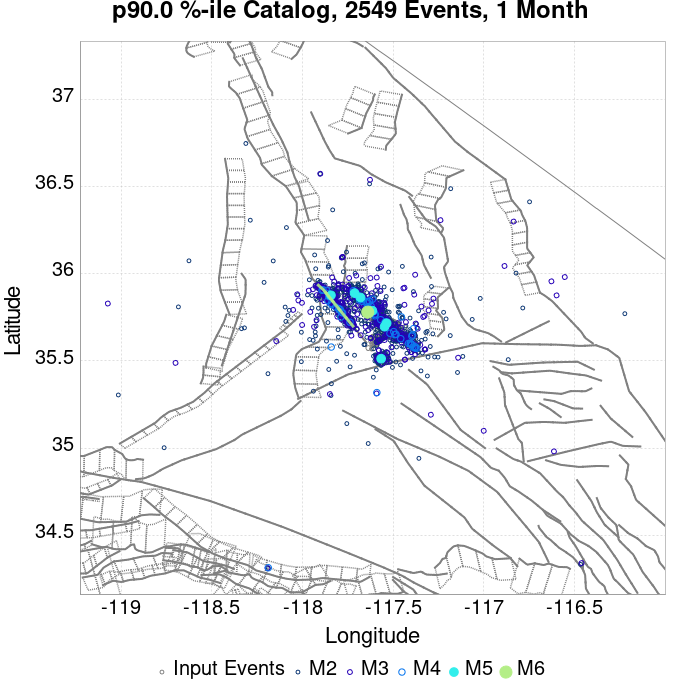 p90.0 %-ile Catalog, 2549 Events, 1 Month
37
36.5
36
35.5
35
34.5
Latitude
-119 -118.5 -118 -117.5 -117 -116.5
Longitude
Input Events M2 M3 M4 M5 M6